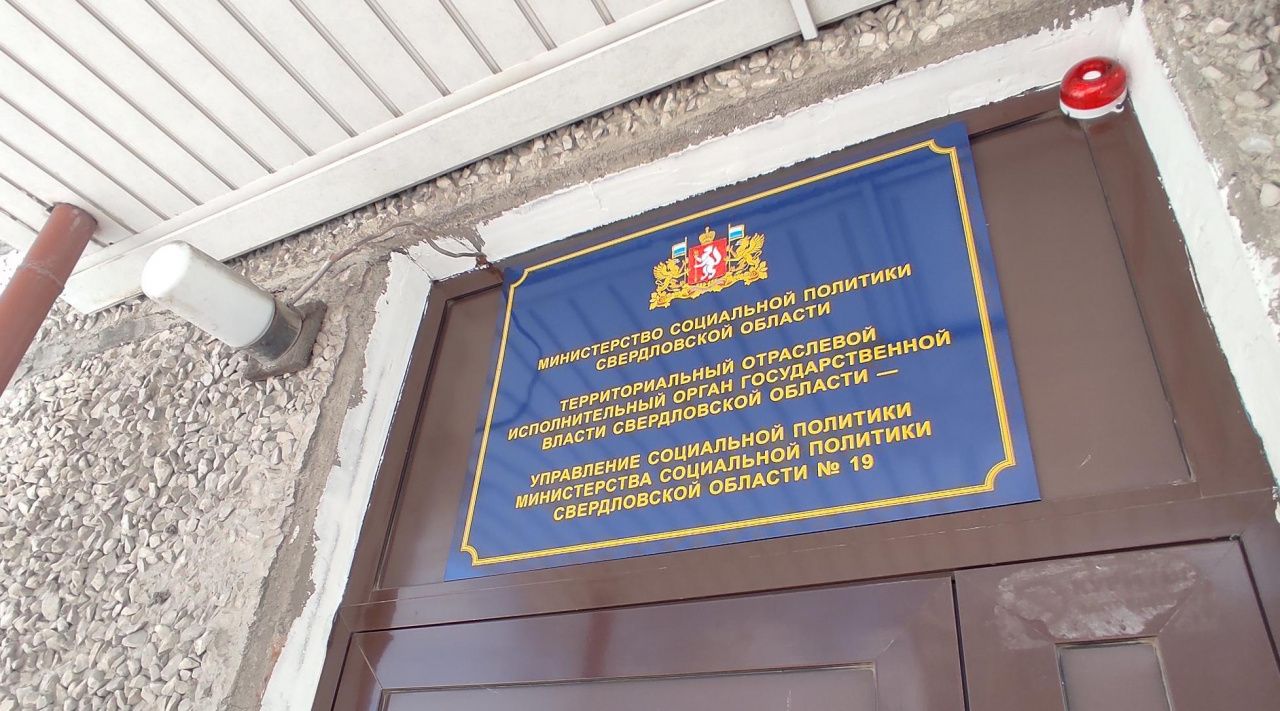 МИНИСТЕРСТВО СОЦИАЛЬНОЙ ПОЛИТИКИ
СВЕРДЛОВСКОЙ ОБЛАСТИ
ТЕРРИТОРИАЛЬНЫЙ ОТРАСЛЕВОЙ
ИСПОЛНИТЕЛЬНЫЙ ОРГАН ГОСУДАРСТВЕННОЙ
ВЛАСТИ СВЕРДЛОВСКОЙ ОБЛАСТИ —
УПРАВЛЕНИЕ СОЦИАЛЬНОЙ ПОЛИТИКИ
МИНИСТЕРСТВА СОЦИАЛЬНОЙ ПОЛИТИКИ
СВЕРДЛОВСКОЙ ОБЛАСТИ № 19